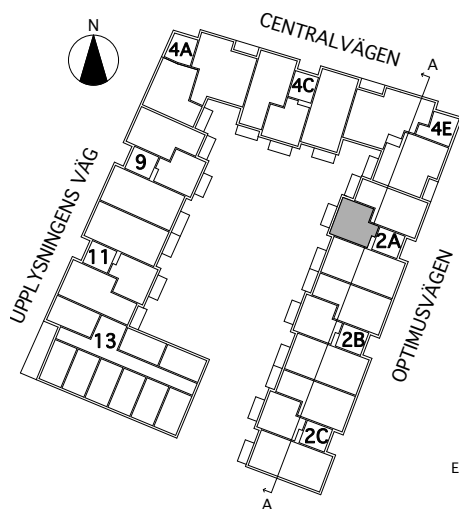 CENTRALVÄGEN
N
A
4A
4C
4E
9
UPPLYSNINGENS VÄG
2A
11
OPTIMUSVÄGEN
13
2B
2C
E
A